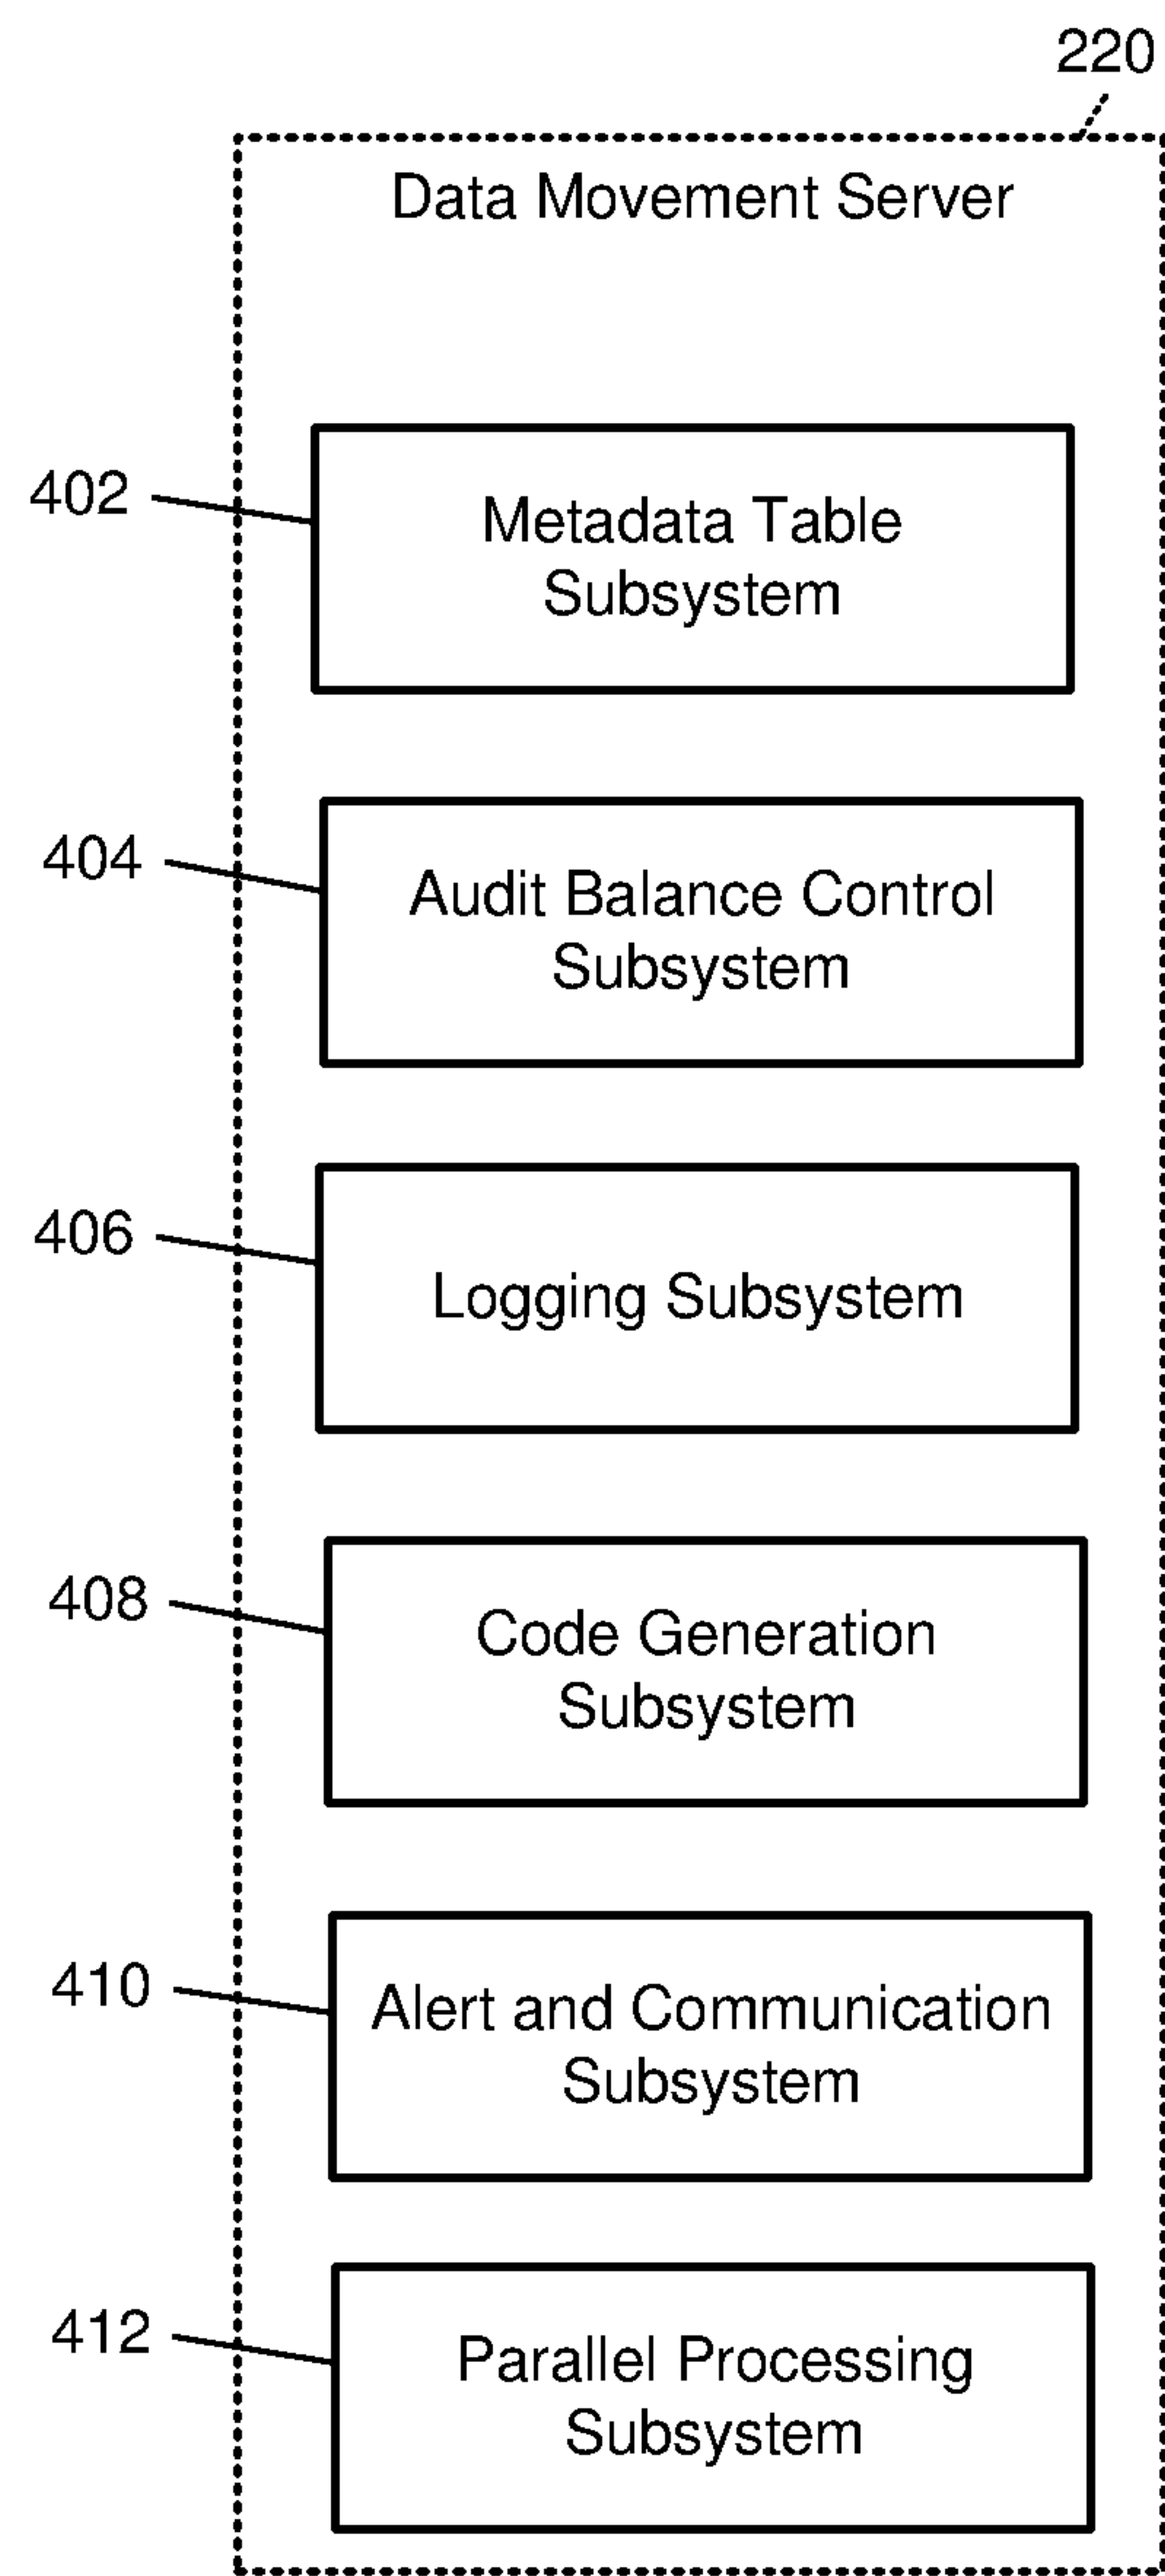 220
Data Movement Server
402
Metadata Table
Subsystem
404
Audit Balance Control
Subsystem
406
Logging Subsystem
408
Code Generation
Subsystem
410
Alert and Communication
Subsystem
412
Parallel Processing
Subsystem